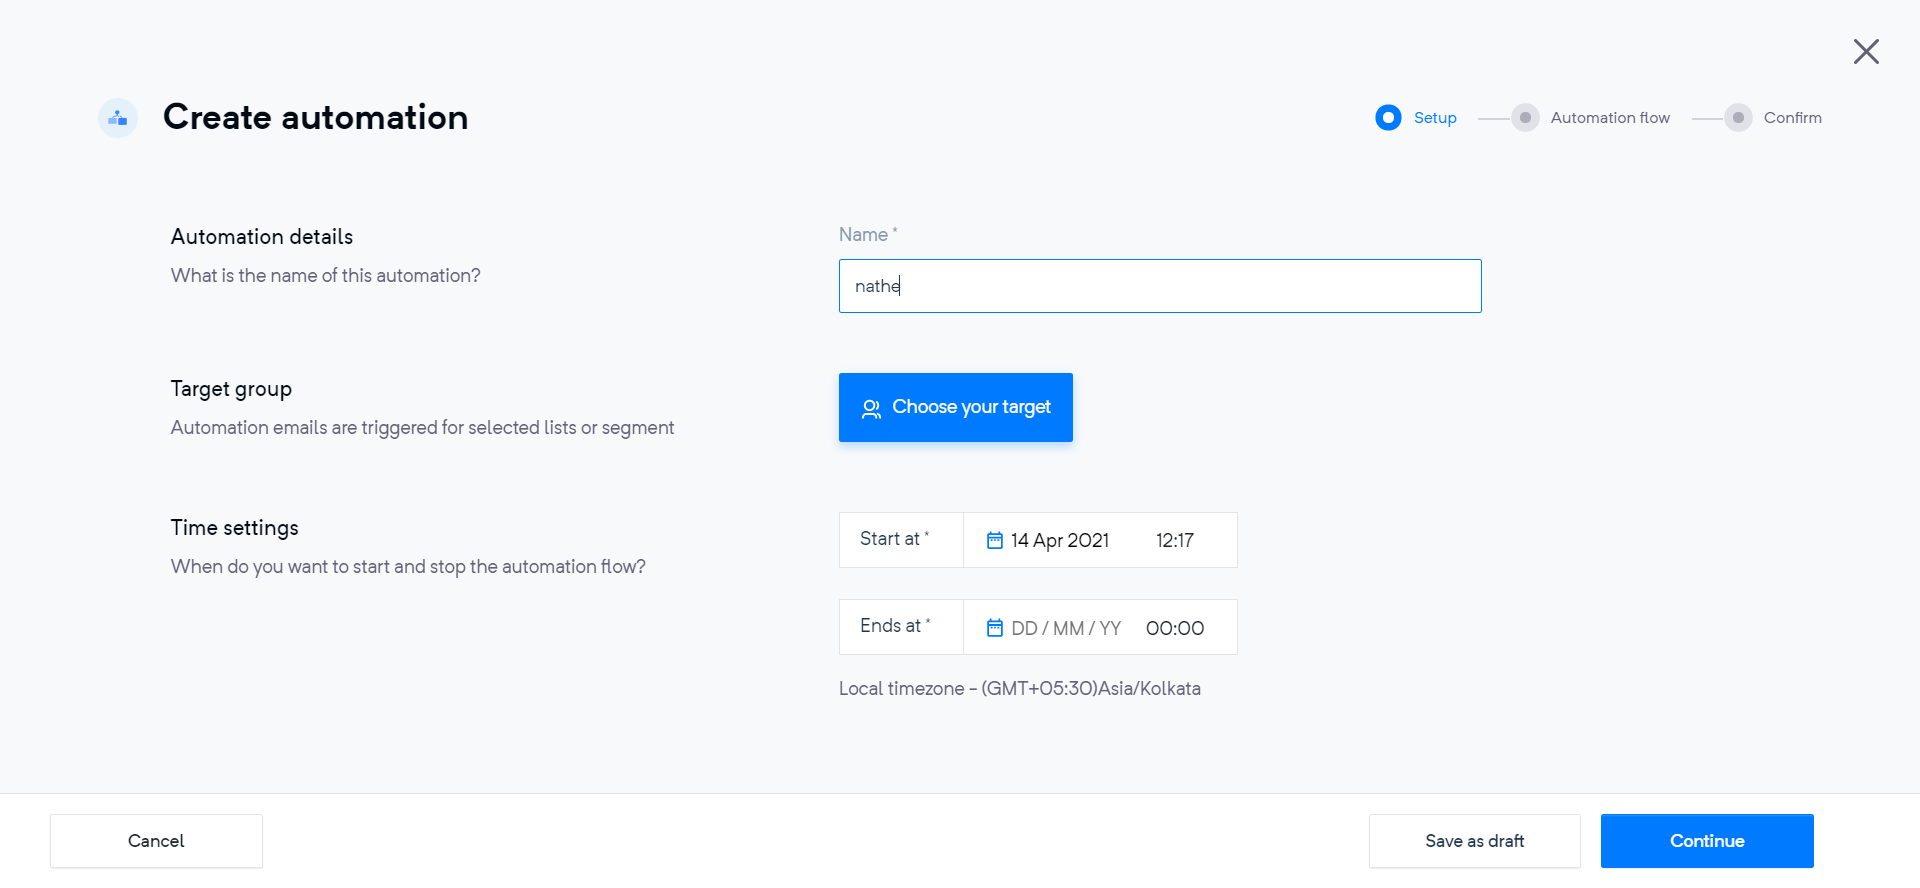 Create automation
Setup
Automation flow
Confirm
Automation details
What is the name of this automation?
Name *
nathe
Target group
Automation emails are triggered for selected lists or segment
Choose your target
Time settings
When do you want to start and stop the automation flow?
Start at *
14 Apr 2021
12:17
Ends at *
DD / MM / YY
00:00
Local timezone - (GMT+05:30)Asia/Kolkata
Cancel
Save as draft
Continue